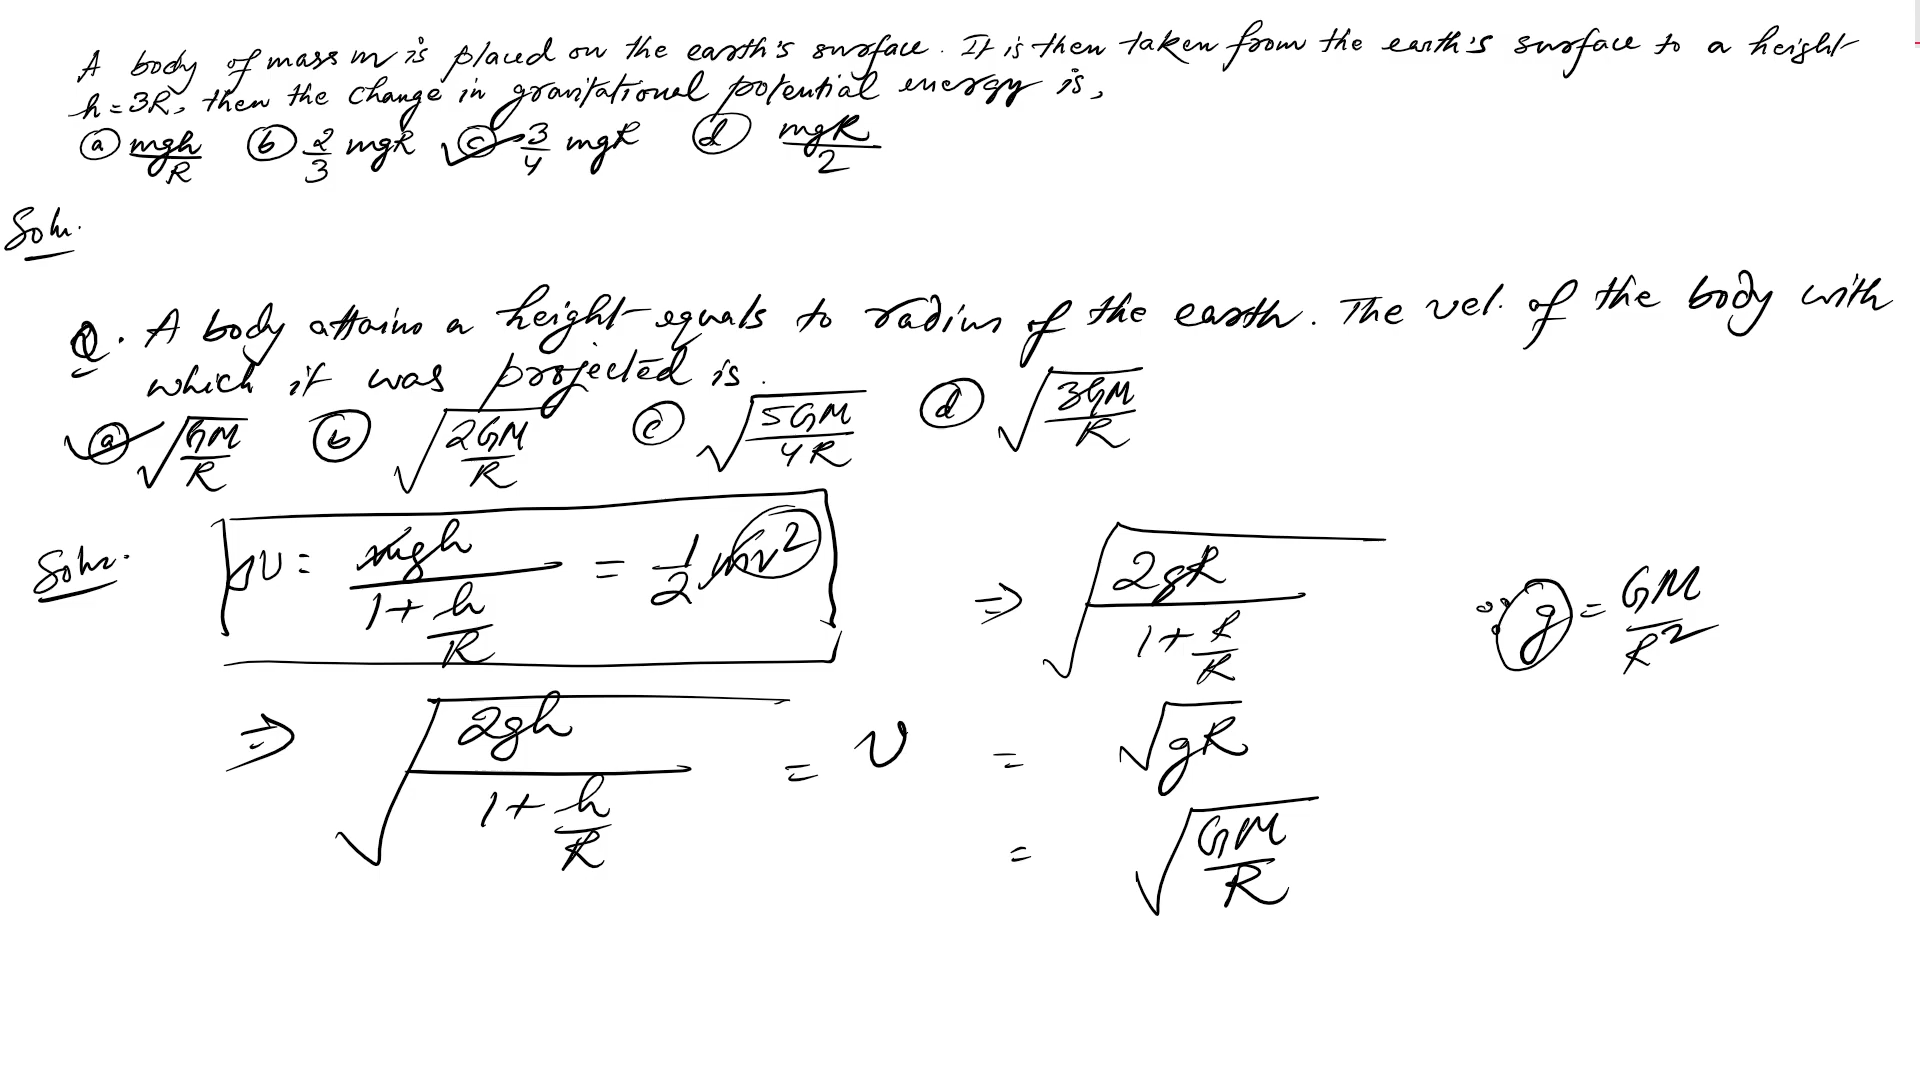 A body of mass m is placed on the earth's surface. It is then taken from the earth's surface to a height
h = 3R, then the change in gravitational potential energy is,
(a) mgh/R (b) 2/3 mgR (c) 3/4 mgR (d) mgR/2
Soln.
Q. A body attains a height equals to radius of the earth. The vel. of the body with
which it was projected is.
(a) √(GM/R) (b) √(2GM/R) (c) √(5GM/4R) (d) √(3GM/R)
Soln. ΔU = mgh/(1+h/R) = 1/2 mv² ⇒ √(2gR/(1+R/R)) ∵ g = GM/R²
⇒ √(2gh/(1+h/R)) = v = √gR
= √(GM/R)